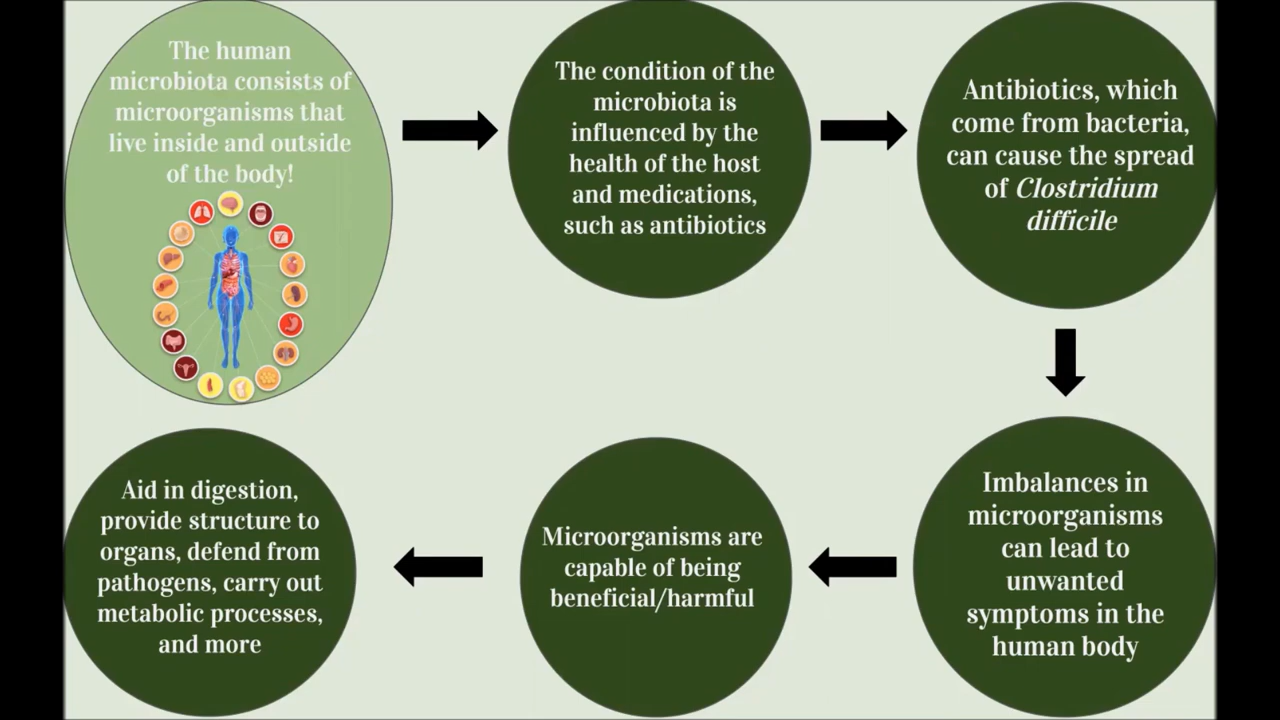 The human
microbiota consists of
microorganisms that
live inside and outside
of the body!
The condition of the
microbiota is
influenced by the
health of the host
and medications,
such as antibiotics
Antibiotics, which
come from bacteria,
can cause the spread
of Clostridium
difficile
Imbalances in
microorganisms
can lead to
unwanted
symptoms in the
human body
Microorganisms are
capable of being
beneficial/harmful
Aid in digestion,
provide structure to
organs, defend from
pathogens, carry out
metabolic processes,
and more